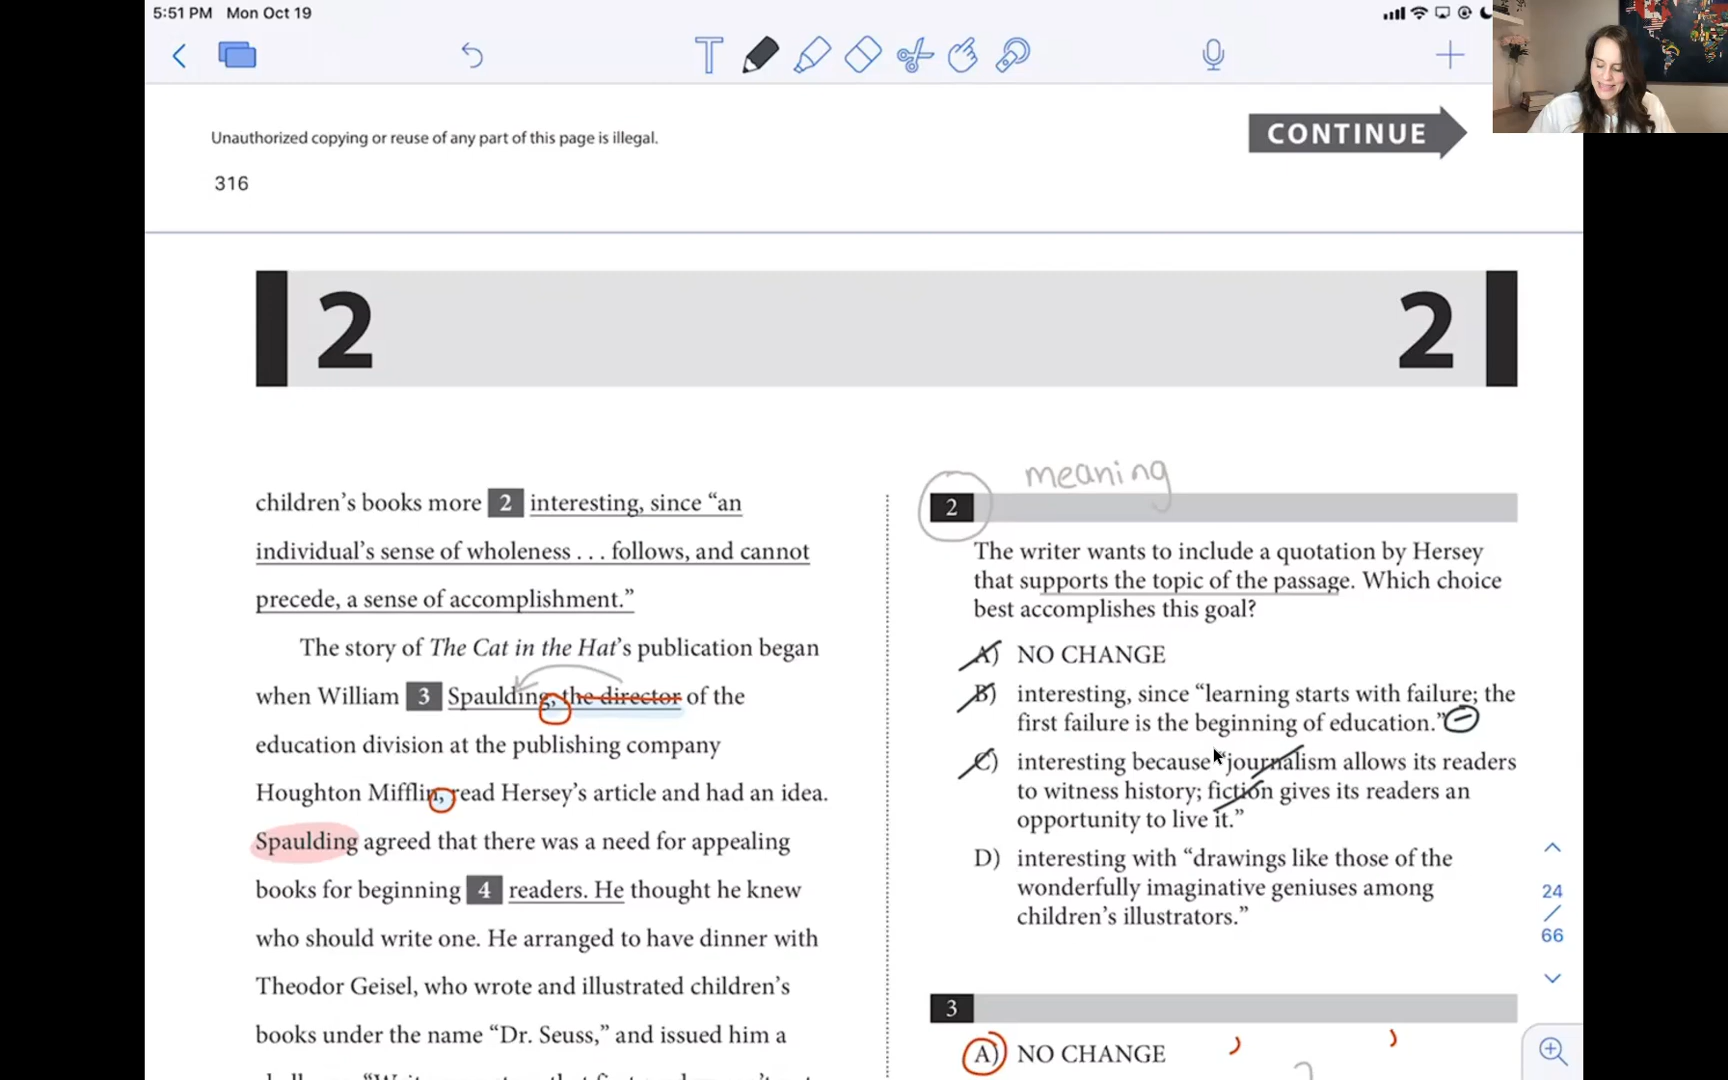 5:51 PM Mon Oct 19
Unauthorized copying or reuse of any part of this page is illegal.
CONTINUE
316
2
2
children's books more 2 interesting, since “an
individual's sense of wholeness . . . follows, and cannot
precede, a sense of accomplishment.”
The story of The Cat in the Hat's publication began
when William 3 Spaulding, the director of the
education division at the publishing company
Houghton Mifflin, read Hersey's article and had an idea.
Spaulding agreed that there was a need for appealing
books for beginning 4 readers. He thought he knew
who should write one. He arranged to have dinner with
Theodor Geisel, who wrote and illustrated children's
books under the name “Dr. Seuss,” and issued him a
meaning
2
The writer wants to include a quotation by Hersey
that supports the topic of the passage. Which choice
best accomplishes this goal?
A) NO CHANGE
B) interesting, since “learning starts with failure; the
first failure is the beginning of education.”
C) interesting because “journalism allows its readers
to witness history; fiction gives its readers an
opportunity to live it.”
D) interesting with “drawings like those of the
wonderfully imaginative geniuses among
children's illustrators.”
3
A) NO CHANGE
24
/
66